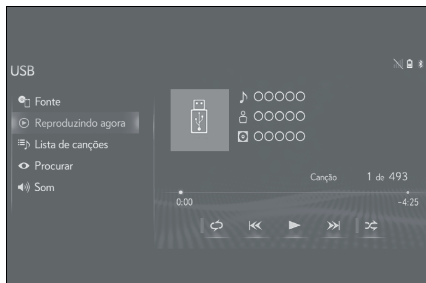 USB
Fonte
Reproduzindo agora
Lista de canções
Procurar
Som
OOOOO
OOOOO
OOOOO
Canção 1 de 493
0:00 -4:25